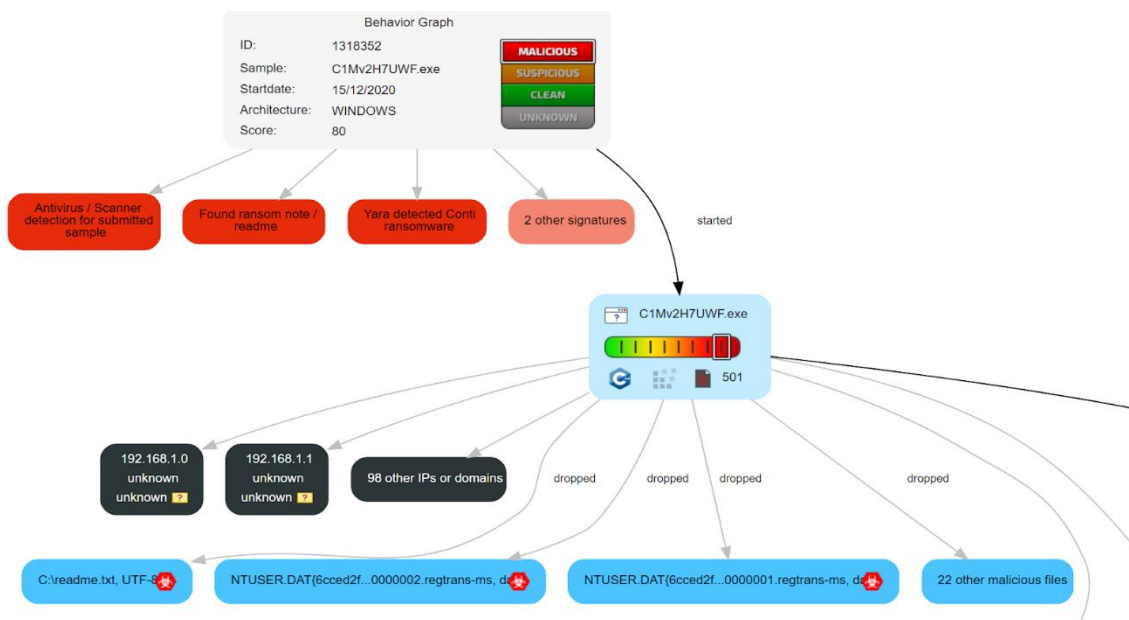 Behavior Graph
ID: 1318352
Sample: C1Mv2H7UWF.exe
Startdate: 15/12/2020
Architecture: WINDOWS
Score: 80
MALICIOUS
SUSPICIOUS
CLEAN
UNKNOWN
Antivirus / Scanner
detection for submitted
sample
Found ransom note /
readme
Yara detected Conti
ransomware
2 other signatures
started
C1Mv2H7UWF.exe
501
192.168.1.0
unknown
unknown
192.168.1.1
unknown
unknown
98 other IPs or domains
dropped
dropped
dropped
dropped
C:\readme.txt, UTF-8
NTUSER.DAT{6cced2f...0000002.regtrans-ms,
NTUSER.DAT{6cced2f...0000001.regtrans-ms,
22 other malicious files